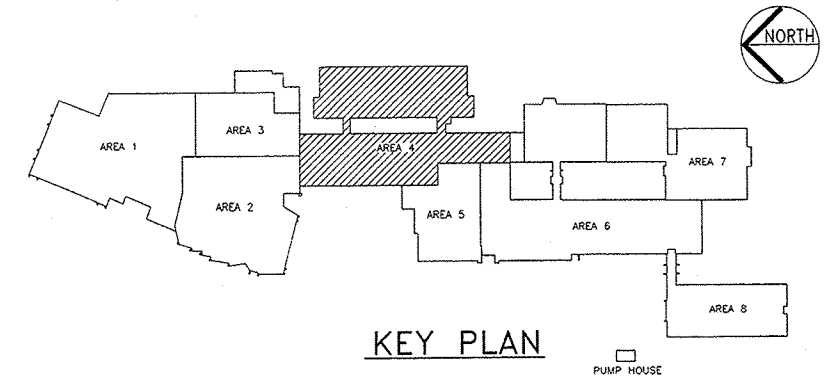 NORTH
AREA 1
AREA 3
AREA 4
AREA 2
AREA 5
AREA 6
AREA 7
AREA 8
KEY PLAN
PUMP HOUSE